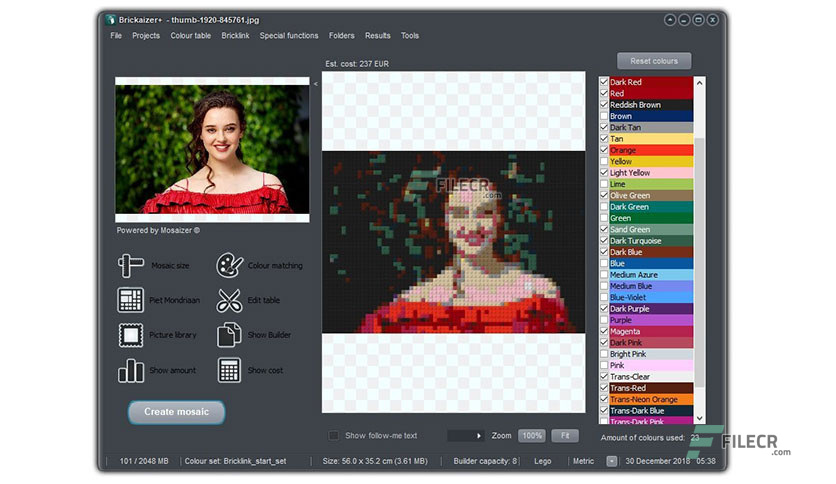 Brickaizer+ - thumb-1920-845761.jpg
File Projects Colour table Bricklink Special functions Folders Results Tools
Est. cost: 237 EUR
Reset colours
<
Dark Red
Red
Reddish Brown
Brown
Dark Tan
Tan
Orange
Yellow
Light Yellow
Lime
Olive Green
Dark Green
Green
Sand Green
Dark Turquoise
Dark Blue
Blue
Medium Azure
Medium Blue
Blue-Violet
Dark Purple
Purple
Magenta
Dark Pink
Bright Pink
Pink
Trans-Clear
Trans-Red
Trans-Neon Orange
Trans-Dark Blue
Trans-Dark Pink
FILECR
.com
Powered by Mosaizer ©
Mosaic size Colour matching
Piet Mondriaan Edit table
Picture library Show Builder
Show amount Show cost
Create mosaic
Show follow-me text Zoom 100% Fit
Amount of colours used: 23
FILECR
.com
101 / 2048 MB Colour set: Bricklink_start_set Size: 56.0 x 35.2 cm (3.61 MB) Builder capacity: 8 Lego Metric 30 December 2018 05:38